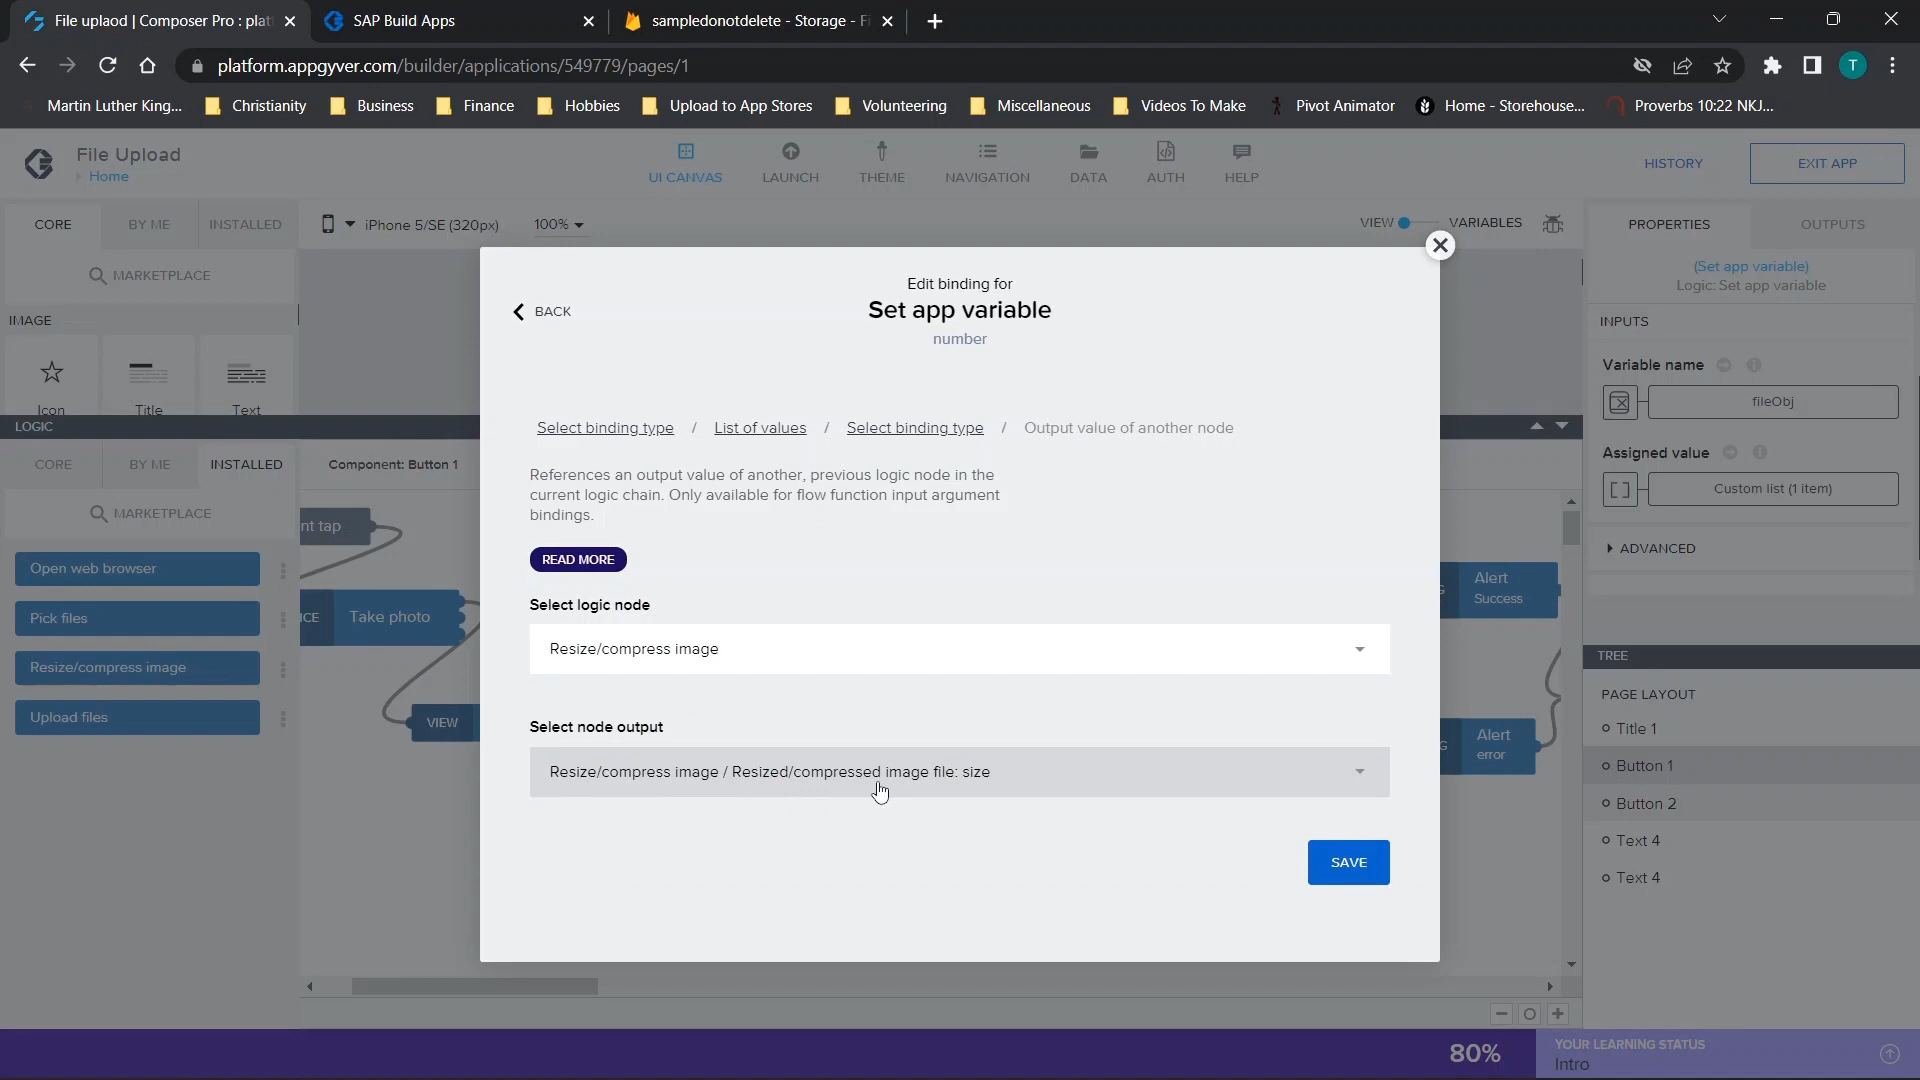 File uplaod | Composer Pro : plat
SAP Build Apps
sampledonotdelete - Storage - Fi
platform.appgyver.com/builder/applications/549779/pages/1
T
Martin Luther King...
Christianity
Business
Finance
Hobbies
Upload to App Stores
Volunteering
Miscellaneous
Videos To Make
Pivot Animator
Home - Storehouse...
Proverbs 10:22 NKJ...
File Upload
Home
UI CANVAS
LAUNCH
THEME
NAVIGATION
DATA
AUTH
HELP
HISTORY
EXIT APP
CORE
BY ME
INSTALLED
iPhone 5/SE (320px)
100%
VIEW
VARIABLES
PROPERTIES
OUTPUTS
MARKETPLACE
IMAGE
Icon
Title
Text
LOGIC
CORE
BY ME
INSTALLED
Component: Button 1
MARKETPLACE
Open web browser
Pick files
Resize/compress image
Upload files
nt tap
ICE
Take photo
VIEW
Edit binding for
Set app variable
number
BACK
Select binding type / List of values / Select binding type / Output value of another node
References an output value of another, previous logic node in the
current logic chain. Only available for flow function input argument
bindings.
READ MORE
Select logic node
Resize/compress image
Select node output
Resize/compress image / Resized/compressed image file: size
SAVE
G
Alert
Success
G
Alert
error
(Set app variable)
Logic: Set app variable
INPUTS
Variable name
fileObj
Assigned value
Custom list (1 item)
ADVANCED
TREE
PAGE LAYOUT
Title 1
Button 1
Button 2
Text 4
Text 4
80%
YOUR LEARNING STATUS
Intro